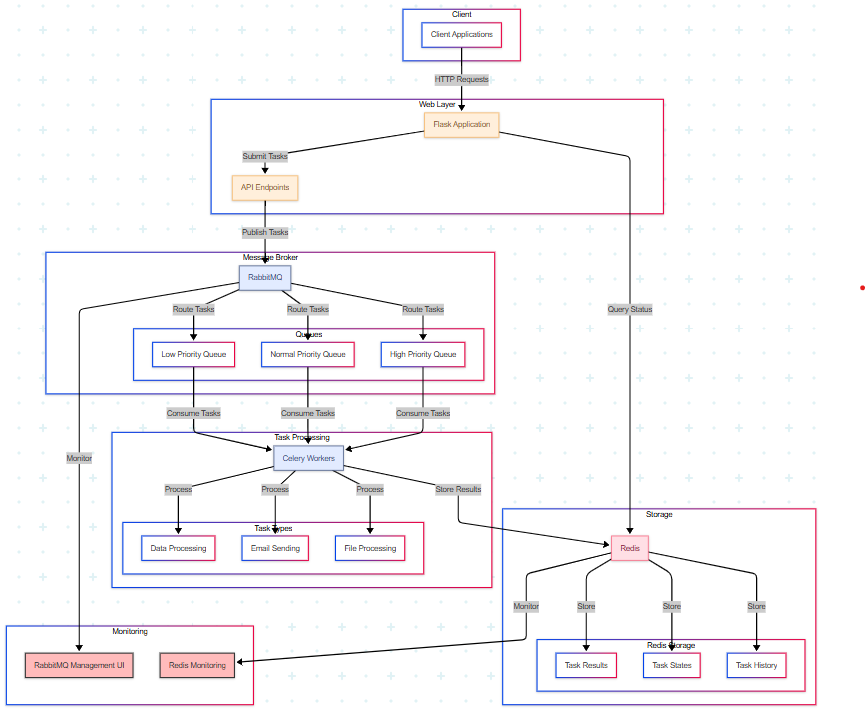 Client
Client Applications
HTTP Requests
Web Layer
Flask Application
Submit Tasks
API Endpoints
Publish Tasks
Message Broker
RabbitMQ
Route Tasks
Route Tasks
Route Tasks
Query Status
Queues
Low Priority Queue
Normal Priority Queue
High Priority Queue
Consume Tasks
Consume Tasks
Consume Tasks
Task Processing
Celery Workers
Monitor
Process
Process
Process
Store Results
Storage
Task Types
Data Processing
Email Sending
File Processing
Redis
Monitor
Store
Store
Store
Monitoring
Redis Storage
RabbitMQ Management UI
Redis Monitoring
Task Results
Task States
Task History